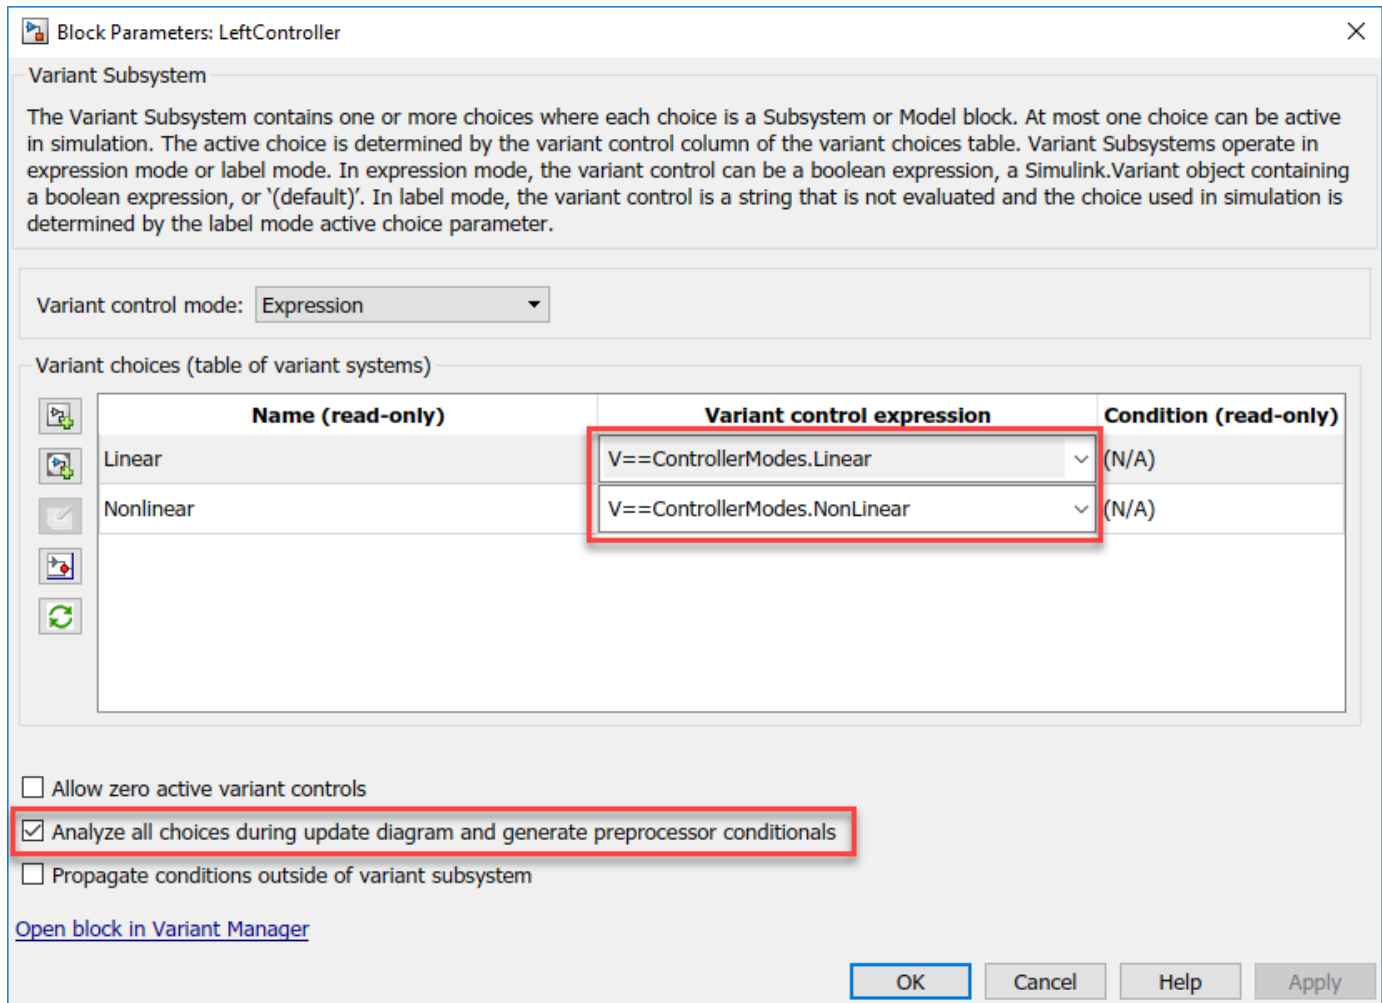 Block Parameters: LeftController
Variant Subsystem
The Variant Subsystem contains one or more choices where each choice is a Subsystem or Model block. At most one choice can be active
in simulation. The active choice is determined by the variant control column of the variant choices table. Variant Subsystems operate in
expression mode or label mode. In expression mode, the variant control can be a boolean expression, a Simulink.Variant object containing
a boolean expression, or ‘(default)’. In label mode, the variant control is a string that is not evaluated and the choice used in simulation is
determined by the label mode active choice parameter.
Variant control mode: Expression
Variant choices (table of variant systems)
Name (read-only) Variant control expression Condition (read-only)
Linear V==ControllerModes.Linear (N/A)
Nonlinear V==ControllerModes.NonLinear (N/A)
Allow zero active variant controls
Analyze all choices during update diagram and generate preprocessor conditionals
Propagate conditions outside of variant subsystem
Open block in Variant Manager
OK Cancel Help Apply